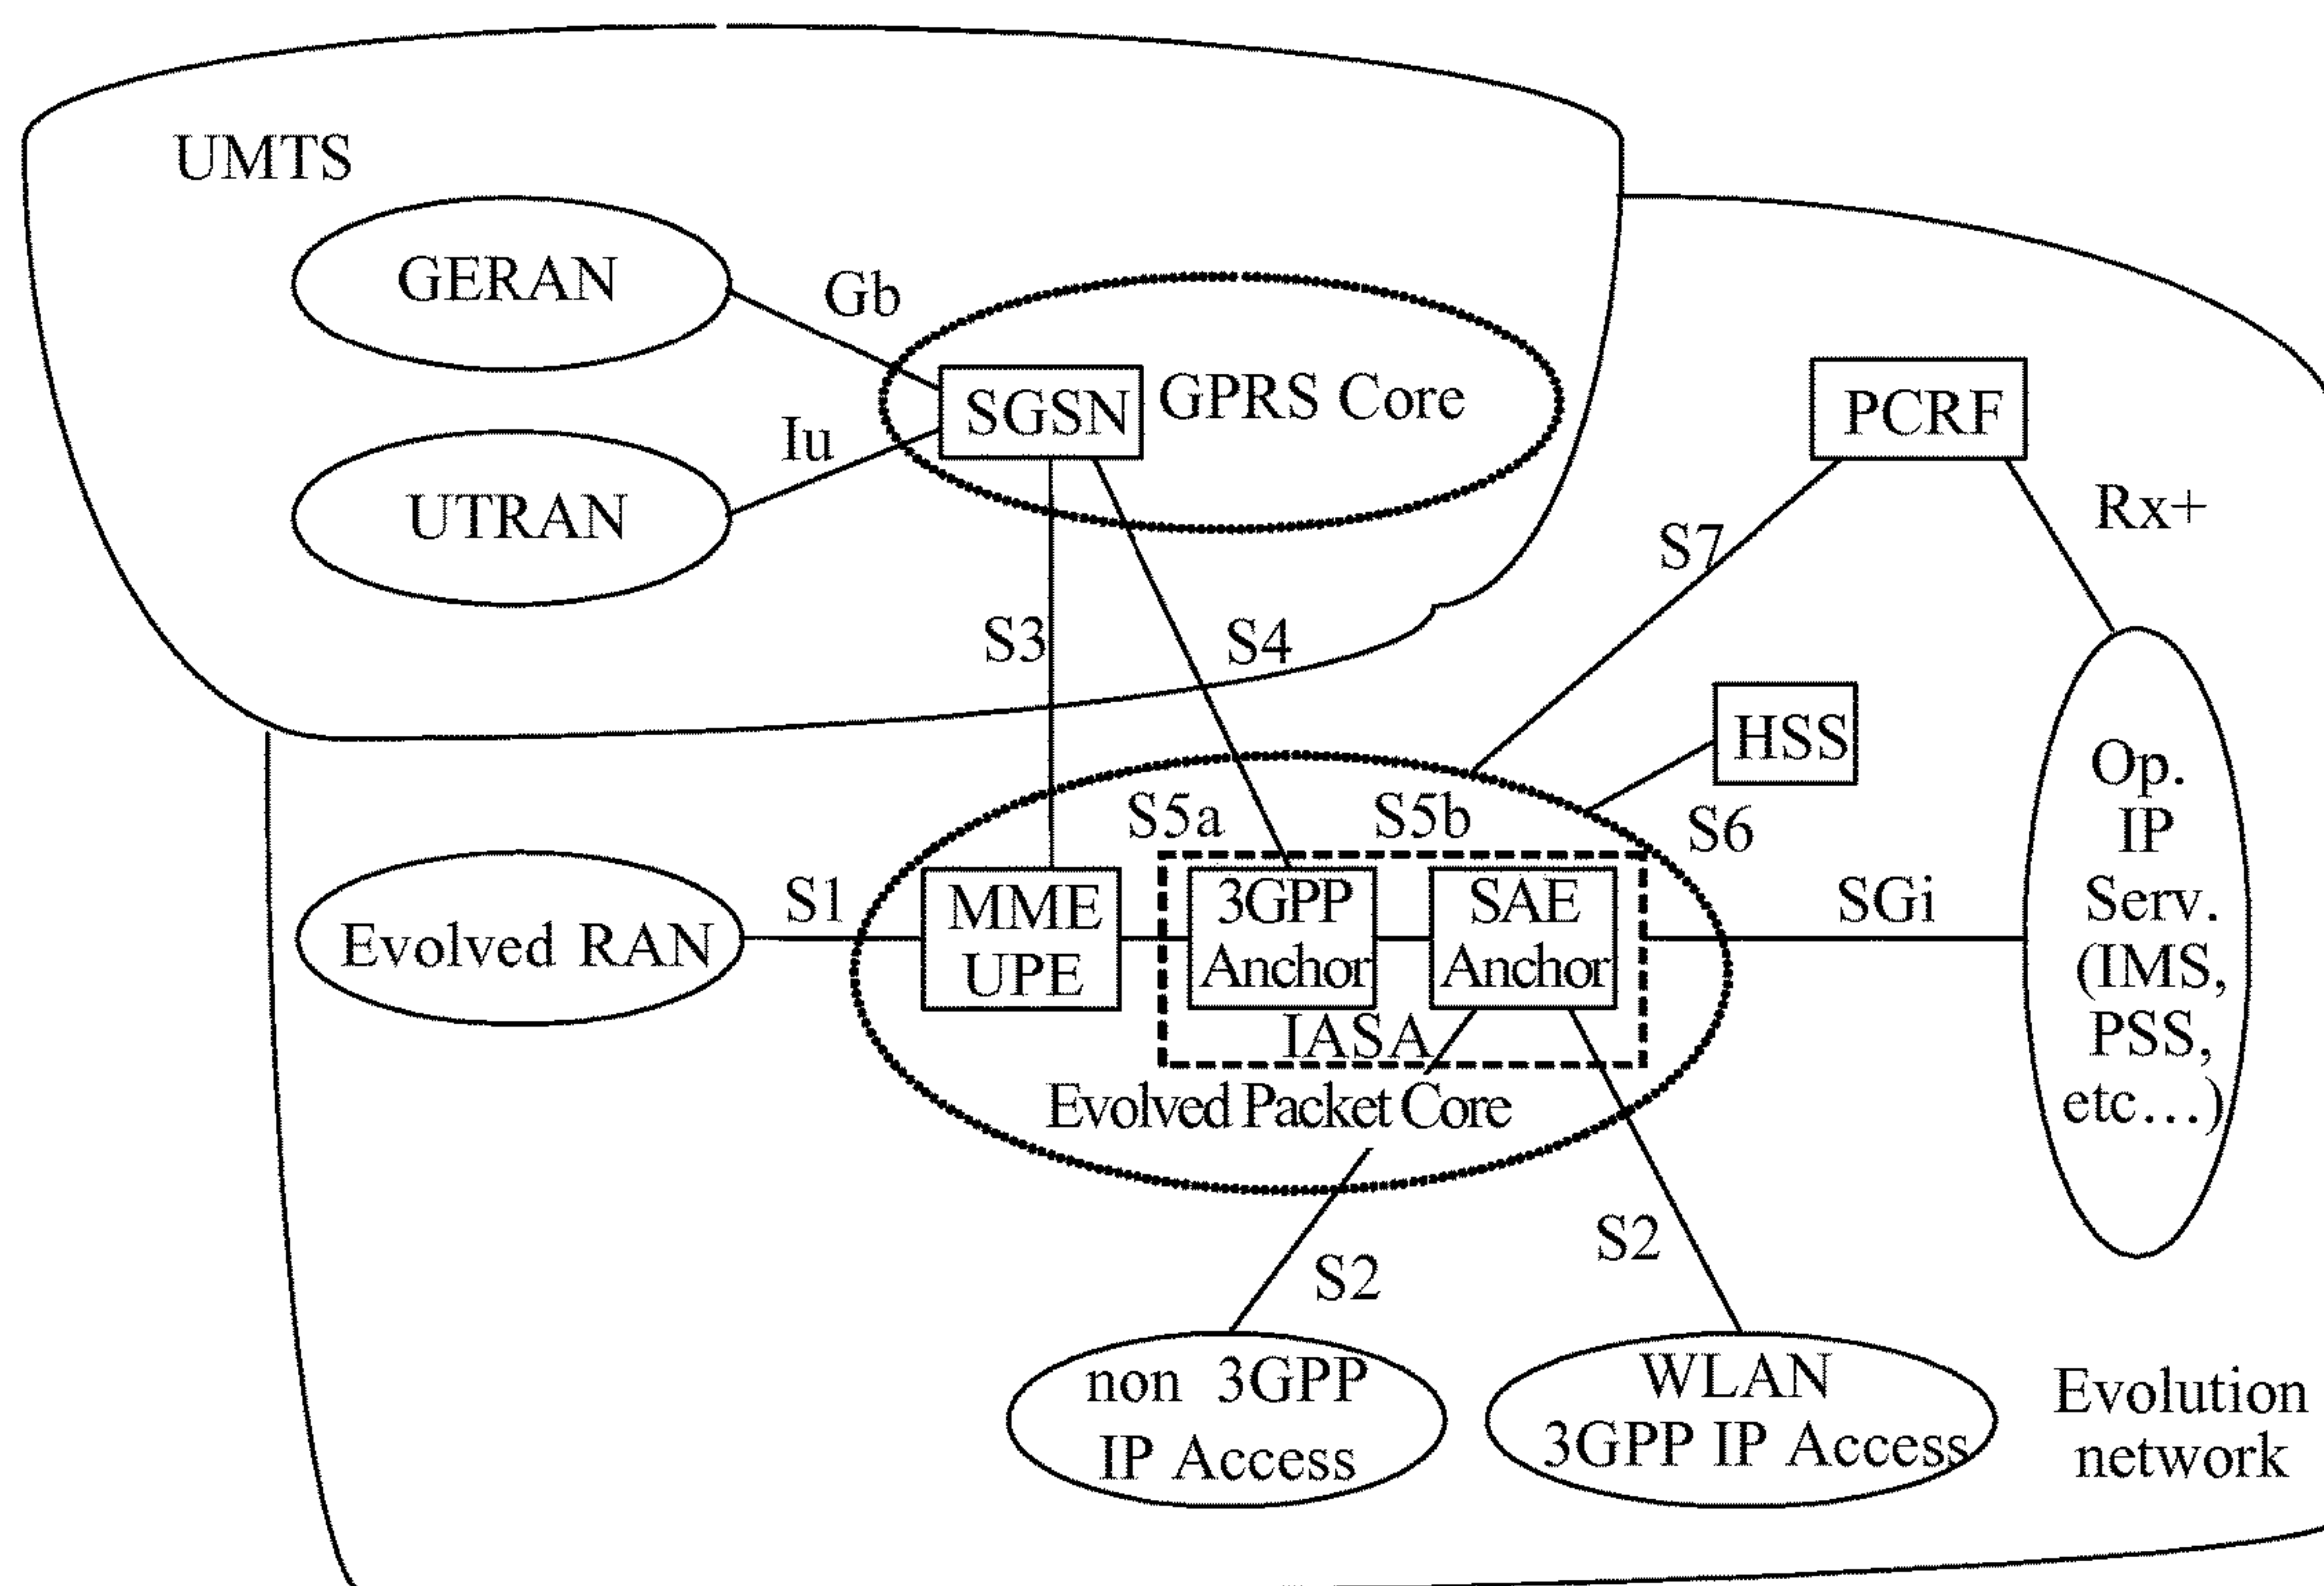 UMTS
GERAN
Gb
SGSN
GPRS Core
PCRF
Iu
UTRAN
Rx+
S7
S3
S4
HSS
Op.
IP
Serv.
(IMS,
PSS,
etc...)
S5a
S5b
S6
Evolved RAN
S1
MME
UPE
3GPP
Anchor
SAE
Anchor
SGi
IASA
Evolved Packet Core
S2
S2
non 3GPP
IP Access
WLAN
3GPP IP Access
Evolution
network